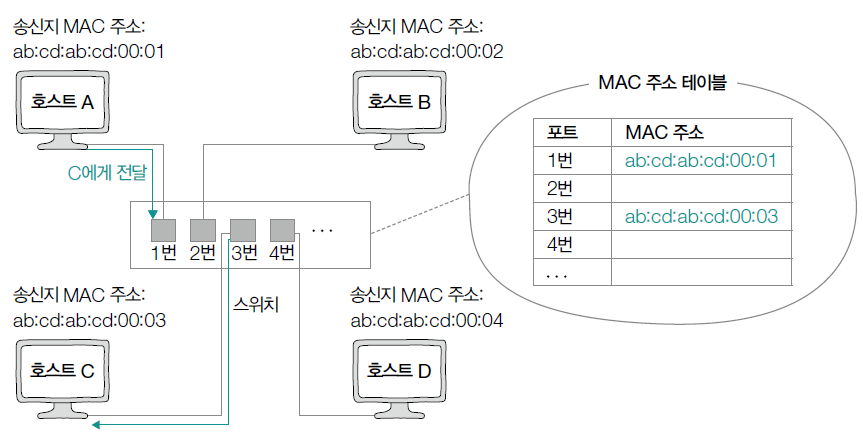 송신지 MAC 주소:
ab:cd:ab:cd:00:01
호스트 A
송신지 MAC 주소:
ab:cd:ab:cd:00:02
호스트 B
C에게 전달
1번 2번 3번 4번 ...
스위치
송신지 MAC 주소:
ab:cd:ab:cd:00:03
호스트 C
송신지 MAC 주소:
ab:cd:ab:cd:00:04
호스트 D
MAC 주소 테이블
포트 MAC 주소
1번 ab:cd:ab:cd:00:01
2번
3번 ab:cd:ab:cd:00:03
4번
...